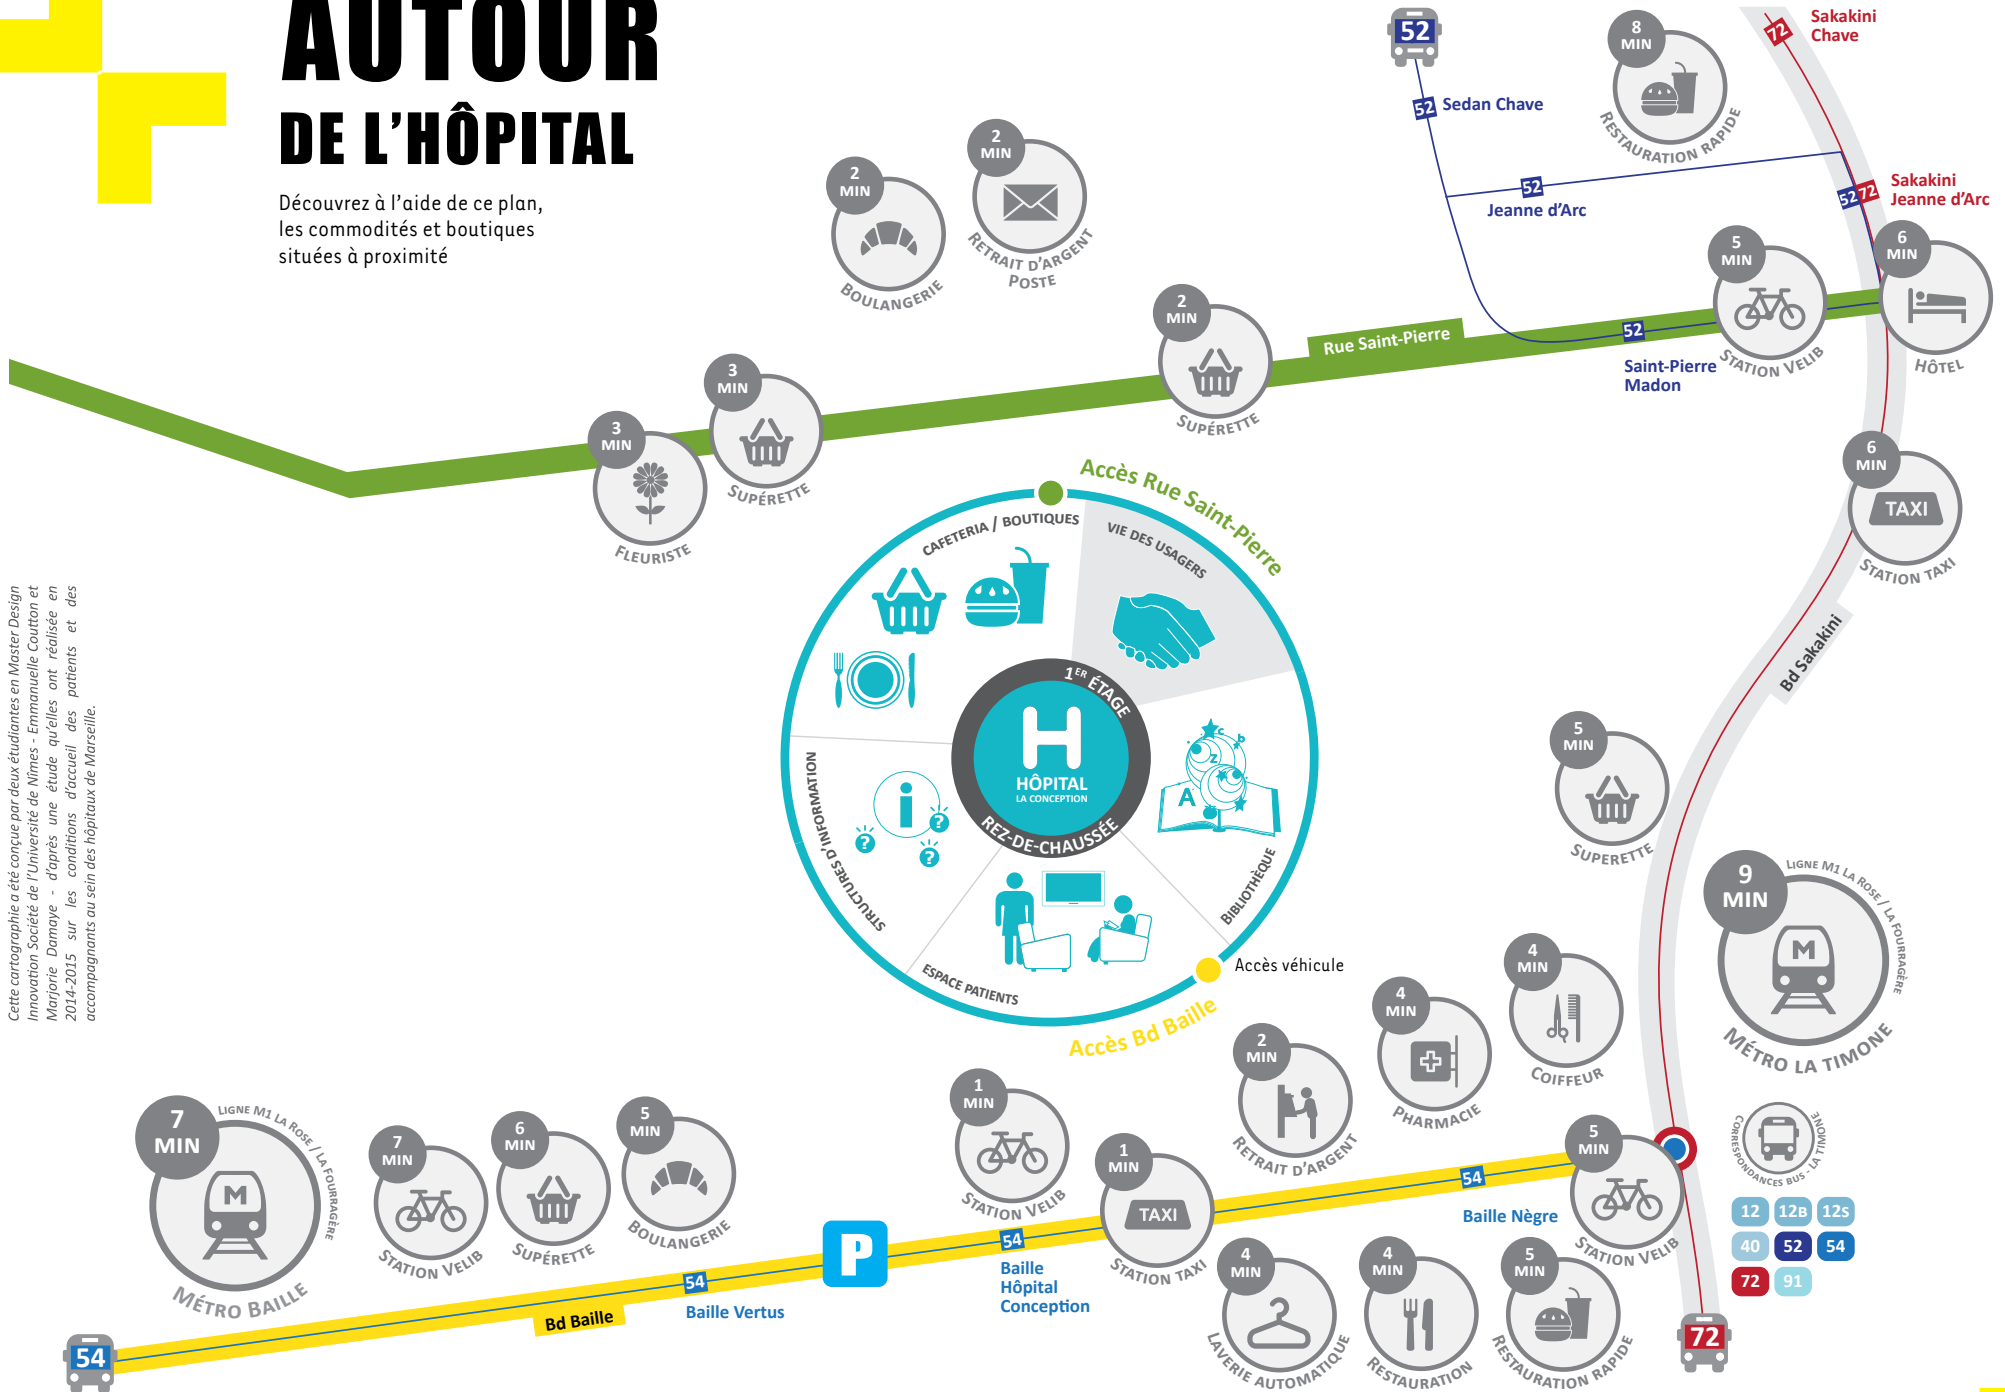 AUTOUR
DE L'HÔPITAL
Découvrez à l'aide de ce plan,
les commodités et boutiques
situées à proximité
52
52 Sedan Chave
52
Jeanne d'Arc
8
MIN
RESTAURATION RAPIDE
72
Sakakini
Chave
52 72
Sakakini
Jeanne d'Arc
2
MIN
BOULANGERIE
2
MIN
RETRAIT D'ARGENT
POSTE
2
MIN
SUPÉRETTE
Rue Saint-Pierre
52
Saint-Pierre
Madon
5
MIN
STATION VELIB
6
MIN
HÔTEL
3
MIN
FLEURISTE
3
MIN
SUPÉRETTE
6
MIN
TAXI
STATION TAXI
Bd Sakakini
Accès Rue Saint-Pierre
CAFETERIA / BOUTIQUES
VIE DES USAGERS
1ER ÉTAGE
H
HÔPITAL
LA CONCEPTION
REZ-DE-CHAUSSÉE
STRUCTURES D'INFORMATION
i
?
?
?
ESPACE PATIENTS
c b
z
A
BIBLIOTHÈQUE
Accès véhicule
Accès Bd Baille
Cette cartographie a été conçue par deux étudiantes en Master Design
Innovation Société de l'Université de Nîmes - Emmanuelle Coutton et
Marjorie Damaye - d'après une étude qu'elles ont réalisée en
2014-2015 sur les conditions d'accueil des patients et des
accompagnants au sein des hôpitaux de Marseille.
5
MIN
SUPERETTE
9
MIN
LIGNE M1 LA ROSE / LA FOURRAGÈRE
M
MÉTRO LA TIMONE
4
MIN
COIFFEUR
4
MIN
PHARMACIE
2
MIN
RETRAIT D'ARGENT
7
MIN
LIGNE M1 LA ROSE / LA FOURRAGÈRE
M
MÉTRO BAILLE
7
MIN
STATION VELIB
6
MIN
SUPÉRETTE
5
MIN
BOULANGERIE
1
MIN
STATION VELIB
1
MIN
TAXI
STATION TAXI
54
Baille Nègre
5
MIN
STATION VELIB
CORRESPONDANCES BUS - LA TIMONE
12 12B 12S
40 52 54
72 91
P
54
Baille
Hôpital
Conception
54
Baille Vertus
Bd Baille
54
4
MIN
LAVERIE AUTOMATIQUE
4
MIN
RESTAURATION
5
MIN
RESTAURATION RAPIDE
72